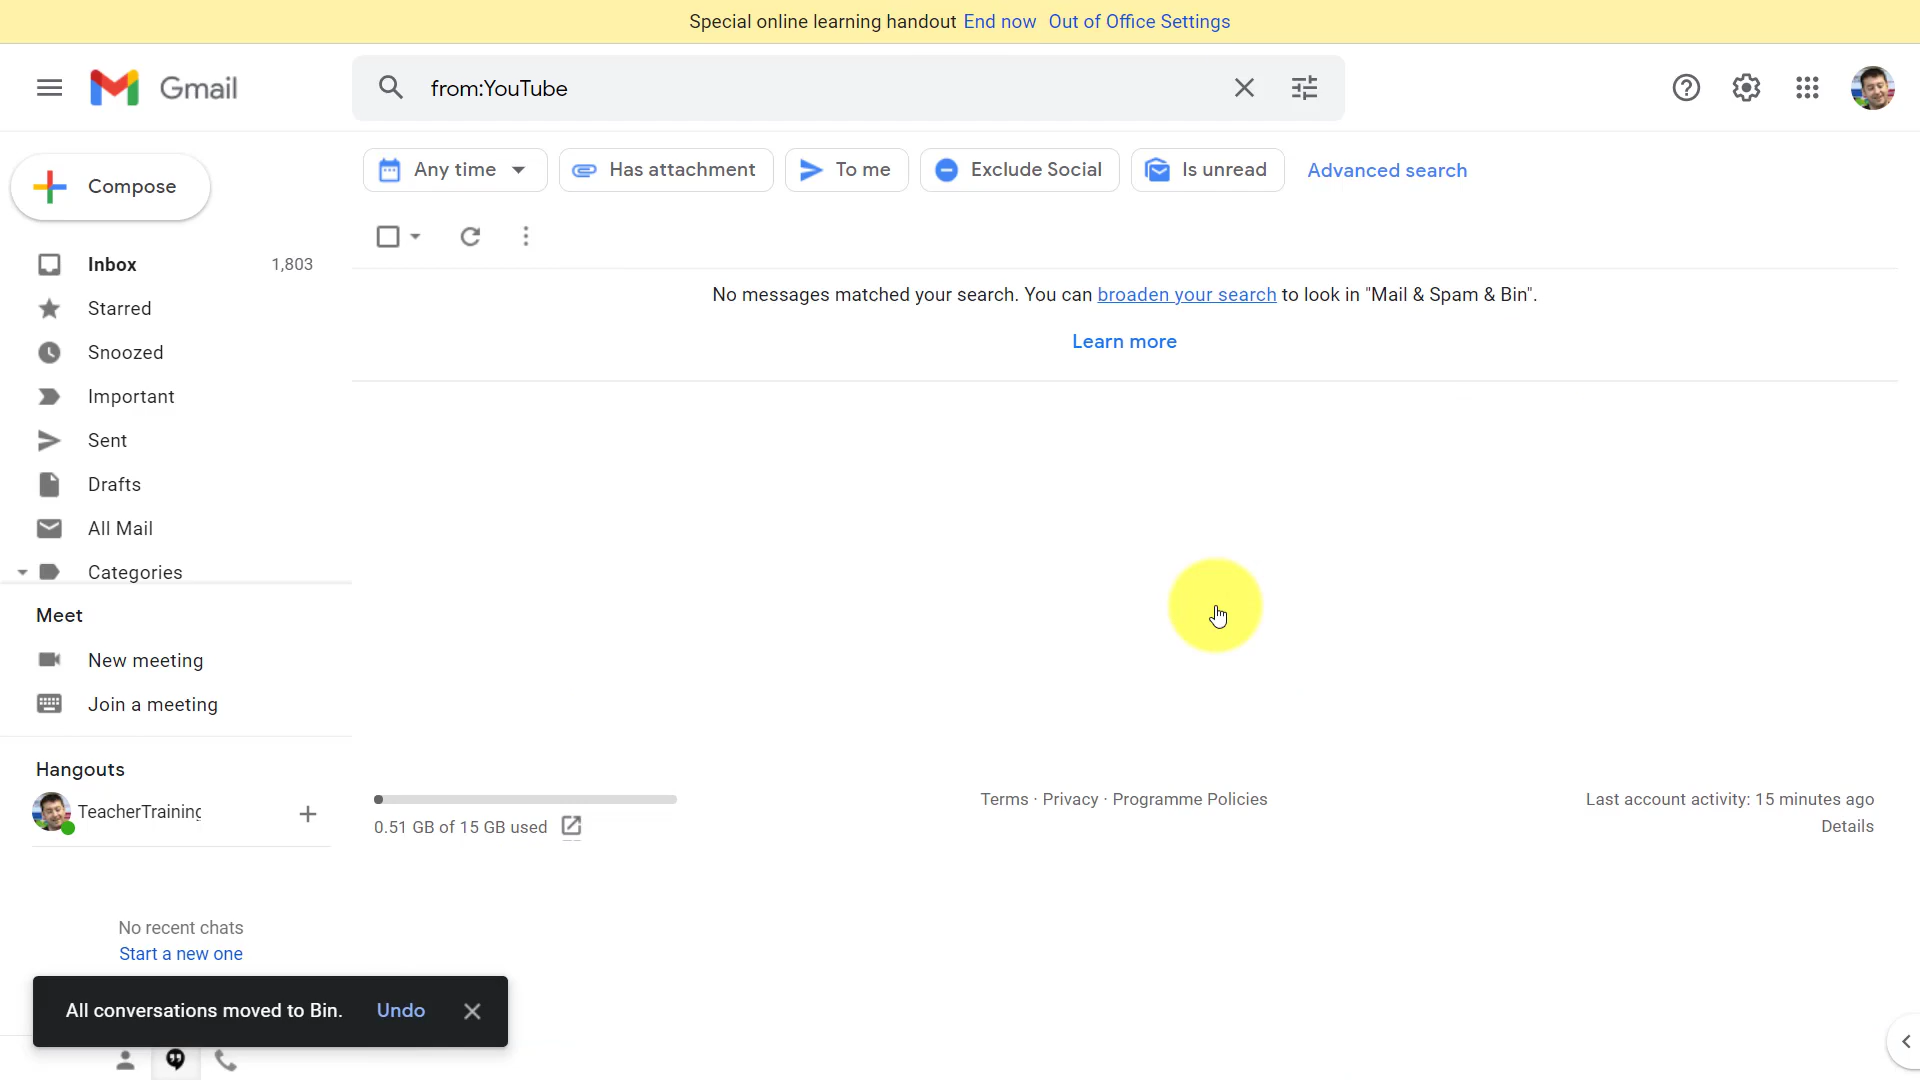 Special online learning handout End now Out of Office Settings
Gmail
from:YouTube
Compose
Any time
Has attachment
To me
Exclude Social
Is unread
Advanced search
Inbox 1,803
Starred
Snoozed
Important
Sent
Drafts
All Mail
Categories
No messages matched your search. You can broaden your search to look in "Mail & Spam & Bin".
Learn more
Meet
New meeting
Join a meeting
Hangouts
TeacherTraining
No recent chats
Start a new one
0.51 GB of 15 GB used
Terms · Privacy · Programme Policies
Last account activity: 15 minutes ago
Details
All conversations moved to Bin. Undo